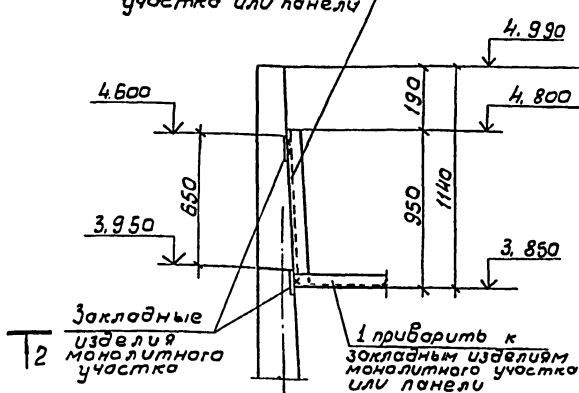 участка или панели
4.990
4.600
190
4,800
650
950
1140
3,950
3,850
Закладные
изделия
монолитного
участка
2
1 приварить к
закладным изделиям
монолитного участка
или панели